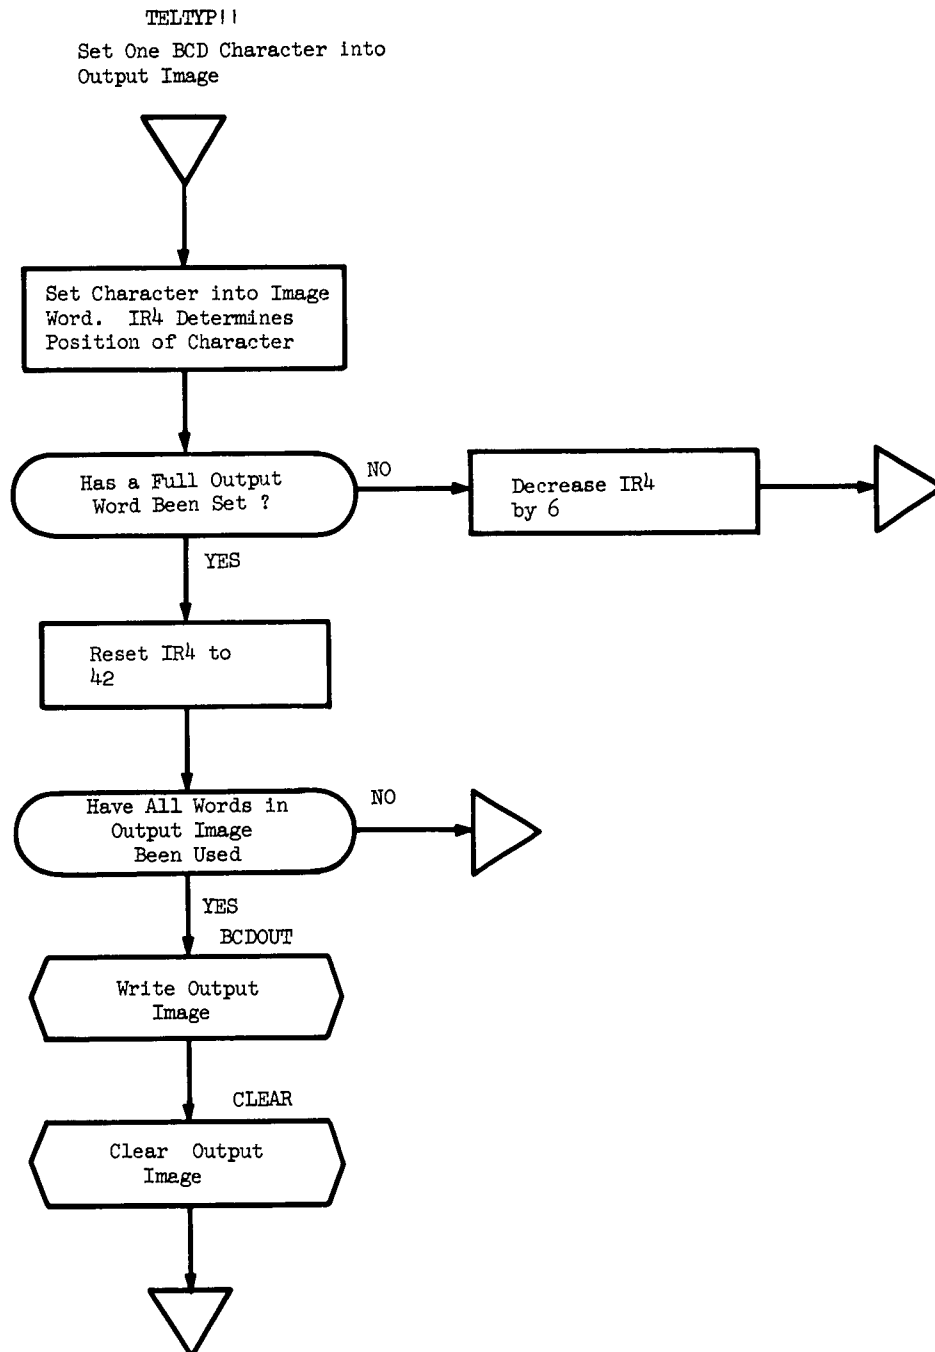 TELTYP11
Set One BCD Character into
Output Image
Set Character into Image
Word. IR4 Determines
Position of Character
Has a Full Output
Word Been Set ?
NO
Decrease IR4
by 6
YES
Reset IR4 to
42
Have All Words in
Output Image
Been Used
NO
YES
BCDOUT
Write Output
Image
CLEAR
Clear Output
Image